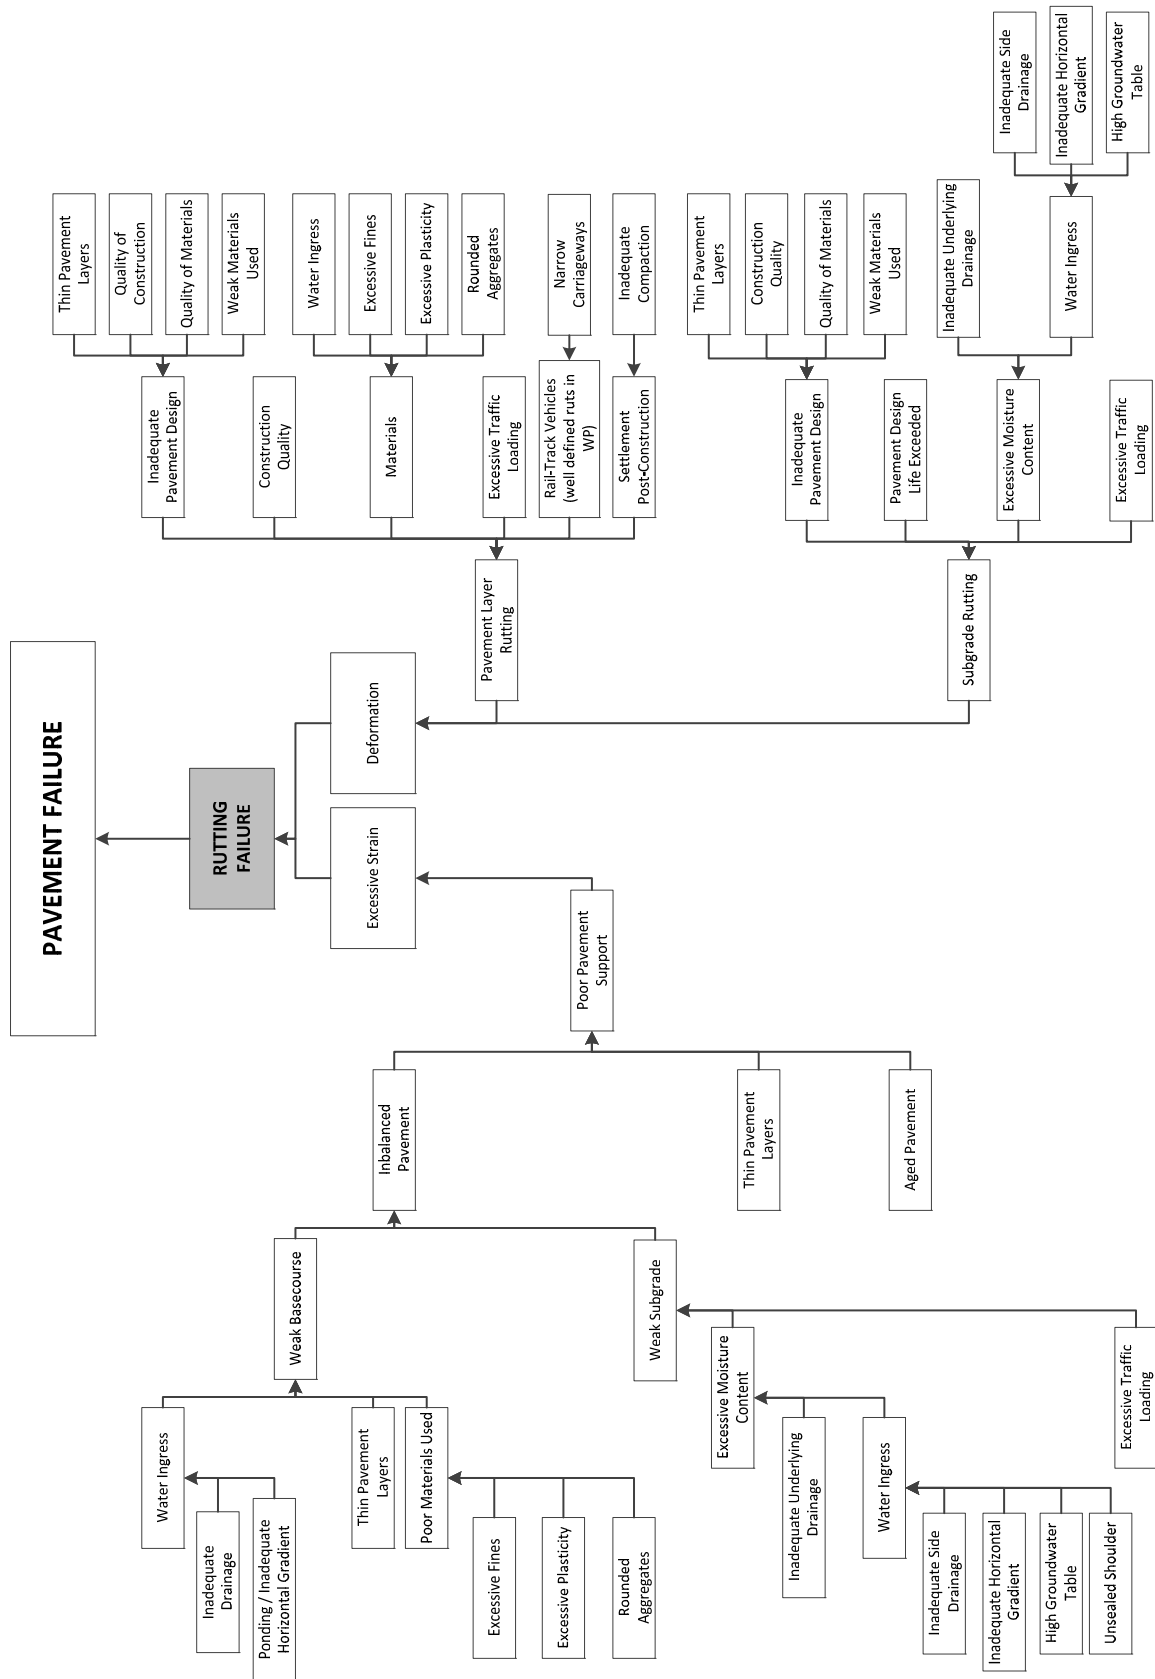 PAVEMENT FAILURE
RUTTING
FAILURE
Excessive Strain
Deformation
Poor Pavement
Support
Inbalanced
Pavement
Thin Pavement
Layers
Aged Pavement
Weak Basecourse
Weak Subgrade
Water Ingress
Inadequate
Drainage
Ponding / Inadequate
Horizontal Gradient
Thin Pavement
Layers
Poor Materials Used
Excessive Fines
Excessive Plasticity
Rounded
Aggregates
Excessive Moisture
Content
Inadequate Underlying
Drainage
Water Ingress
Inadequate Side
Drainage
Inadequate Horizontal
Gradient
High Groundwater
Table
Unsealed Shoulder
Excessive Traffic
Loading
Pavement Layer
Rutting
Inadequate
Pavement Design
Thin Pavement
Layers
Quality of
Construction
Quality of Materials
Weak Materials
Used
Construction
Quality
Materials
Water Ingress
Excessive Fines
Excessive Plasticity
Rounded
Aggregates
Excessive Traffic
Loading
Rail-Track Vehicles
(well defined ruts in
WP)
Narrow
Carriageways
Settlement
Post-Construction
Inadequate
Compaction
Subgrade Rutting
Inadequate
Pavement Design
Thin Pavement
Layers
Construction
Quality
Quality of Materials
Weak Materials
Used
Pavement Design
Life Exceeded
Excessive Moisture
Content
Inadequate Underlying
Drainage
Water Ingress
Inadequate Side
Drainage
Inadequate Horizontal
Gradient
High Groundwater
Table
Excessive Traffic
Loading